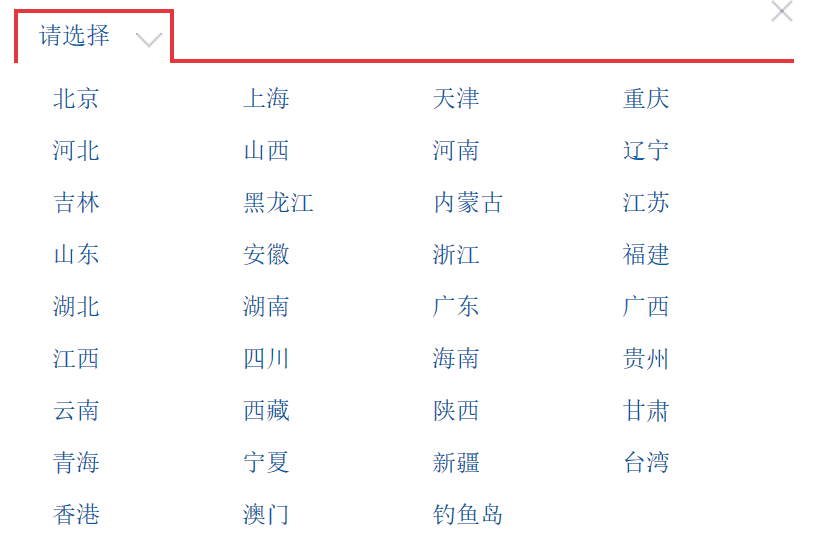 请选择
北京 上海 天津 重庆
河北 山西 河南 辽宁
吉林 黑龙江 内蒙古 江苏
山东 安徽 浙江 福建
湖北 湖南 广东 广西
江西 四川 海南 贵州
云南 西藏 陕西 甘肃
青海 宁夏 新疆 台湾
香港 澳门 钓鱼岛